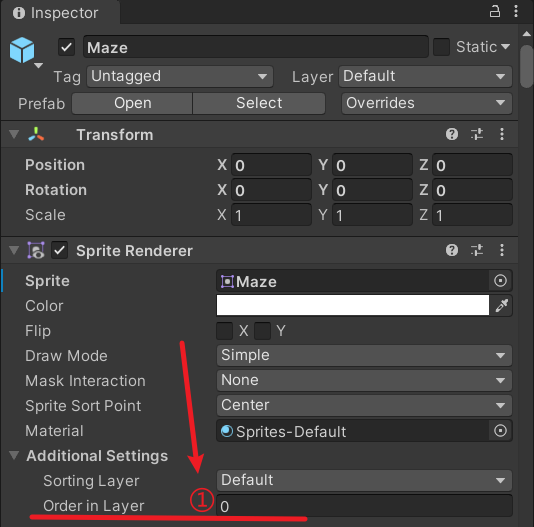 Inspector
Maze Static
Tag Untagged Layer Default
Prefab Open Select Overrides
Transform
Position X 0 Y 0 Z 0
Rotation X 0 Y 0 Z 0
Scale X 1 Y 1 Z 1
Sprite Renderer
Sprite Maze
Color
Flip X Y
Draw Mode Simple
Mask Interaction None
Sprite Sort Point Center
Material Sprites-Default
Additional Settings
Sorting Layer Default
Order in Layer ① 0